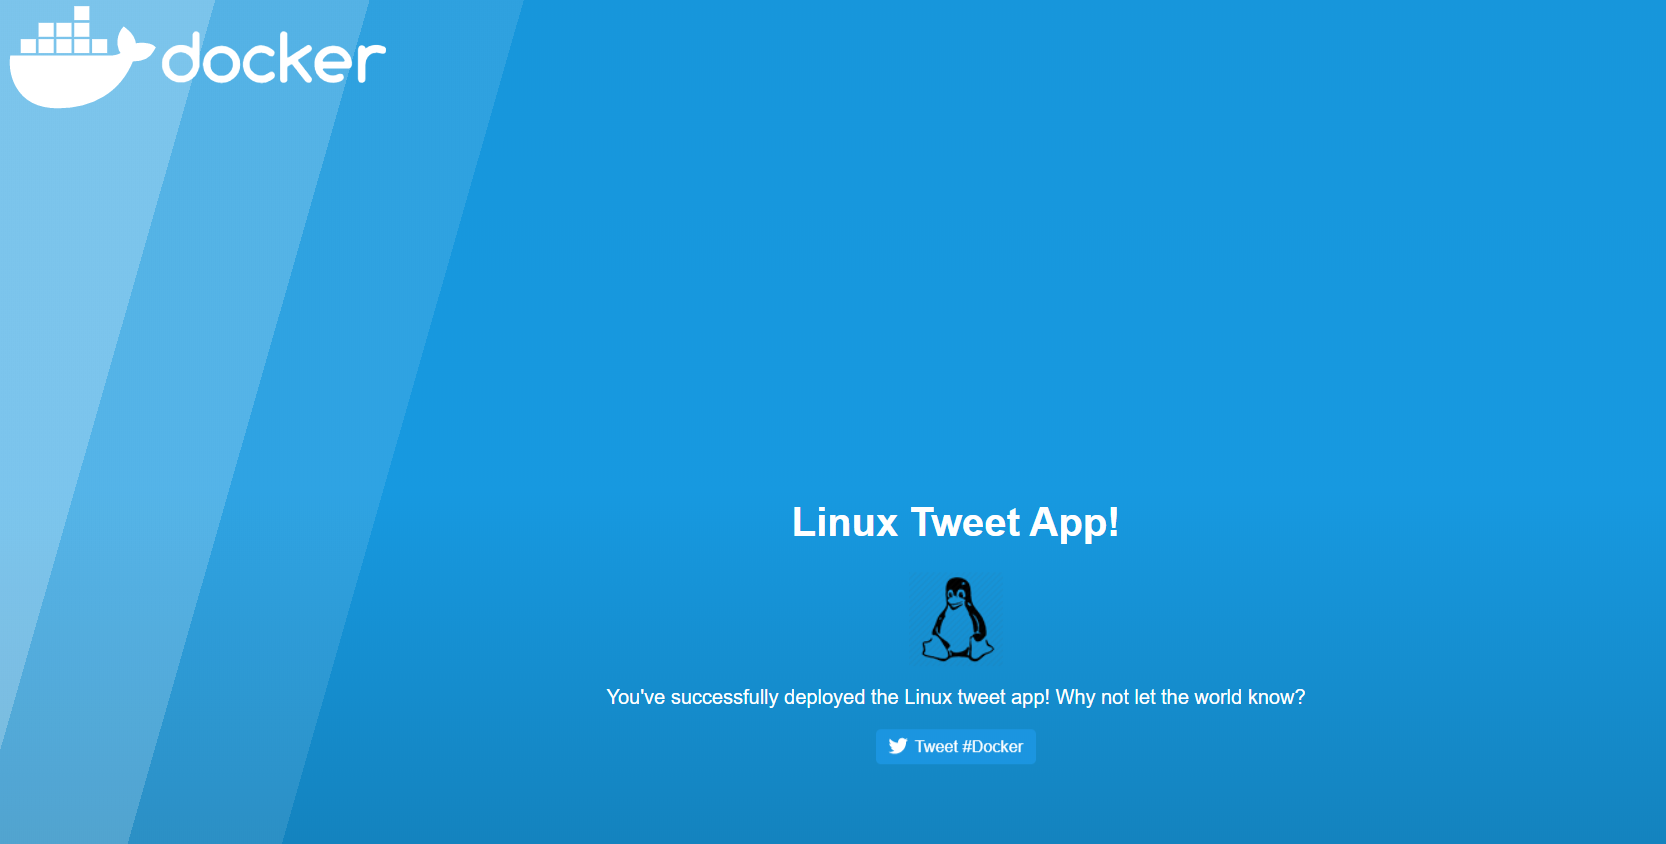 docker
Linux Tweet App!
You've successfully deployed the Linux tweet app! Why not let the world know?
Tweet #Docker